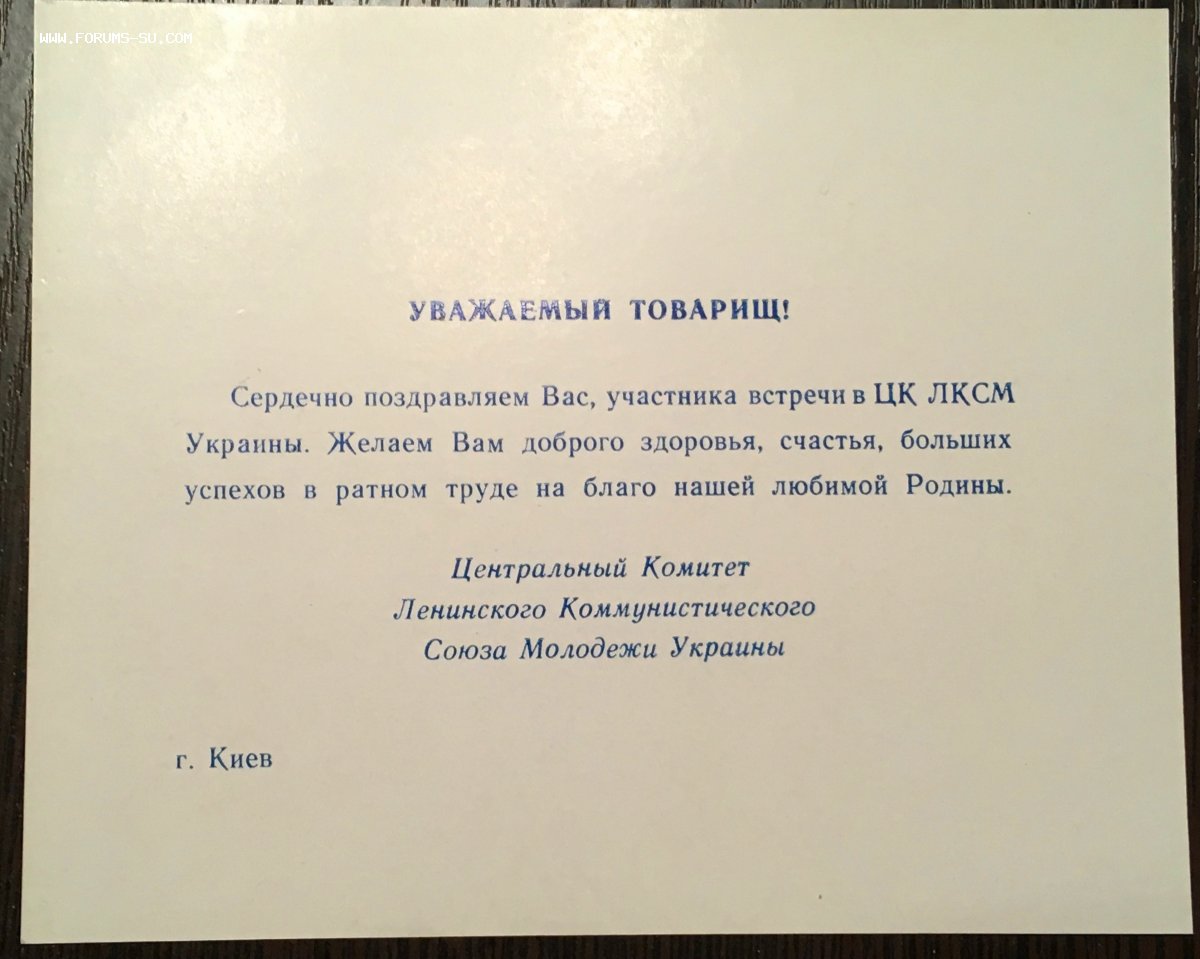 WWW.FORUMS-SU.COM
УВАЖАЕМЫЙ ТОВАРИЩ!
Сердечно поздравляем Вас, участника встречи в ЦК ЛКСМ
Украины. Желаем Вам доброго здоровья, счастья, больших
успехов в ратном труде на благо нашей любимой Родины.
Центральный Комитет
Ленинского Коммунистического
Союза Молодежи Украины
г. Киев